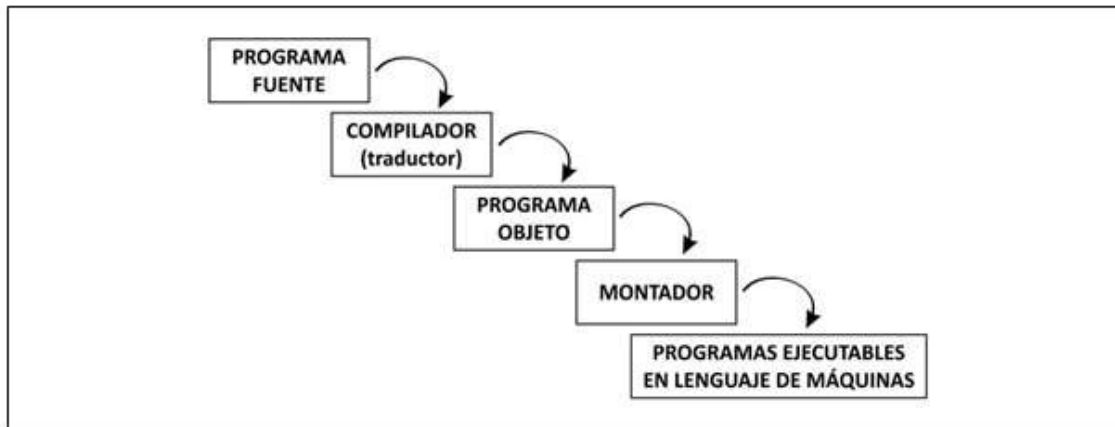 PROGRAMA
FUENTE
COMPILADOR
(traductor)
PROGRAMA
OBJETO
MONTADOR
PROGRAMAS EJECUTABLES
EN LENGUAJE DE MÁQUINAS